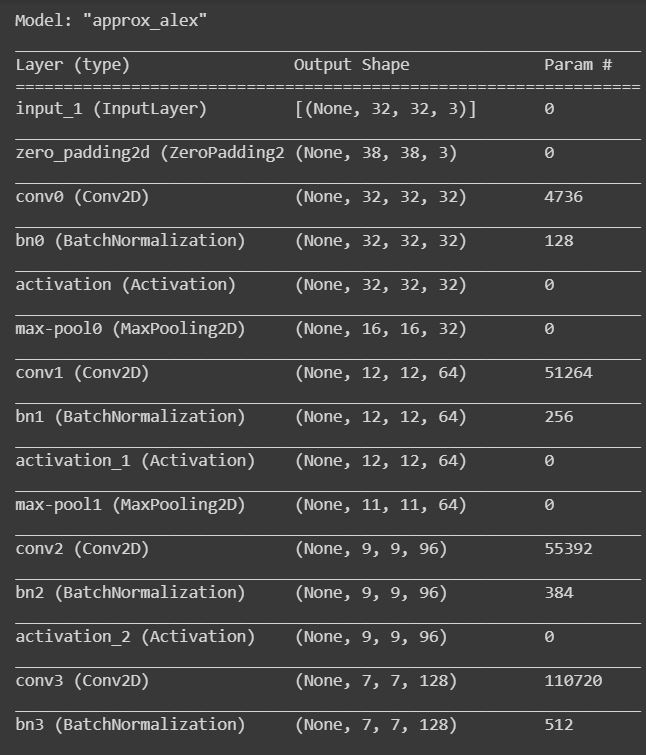 Model: "approx_alex"
Layer (type) Output Shape Param #
=================================================================
input_1 (InputLayer) [(None, 32, 32, 3)] 0
zero_padding2d (ZeroPadding2 (None, 38, 38, 3) 0
conv0 (Conv2D) (None, 32, 32, 32) 4736
bn0 (BatchNormalization) (None, 32, 32, 32) 128
activation (Activation) (None, 32, 32, 32) 0
max-pool0 (MaxPooling2D) (None, 16, 16, 32) 0
conv1 (Conv2D) (None, 12, 12, 64) 51264
bn1 (BatchNormalization) (None, 12, 12, 64) 256
activation_1 (Activation) (None, 12, 12, 64) 0
max-pool1 (MaxPooling2D) (None, 11, 11, 64) 0
conv2 (Conv2D) (None, 9, 9, 96) 55392
bn2 (BatchNormalization) (None, 9, 9, 96) 384
activation_2 (Activation) (None, 9, 9, 96) 0
conv3 (Conv2D) (None, 7, 7, 128) 110720
bn3 (BatchNormalization) (None, 7, 7, 128) 512